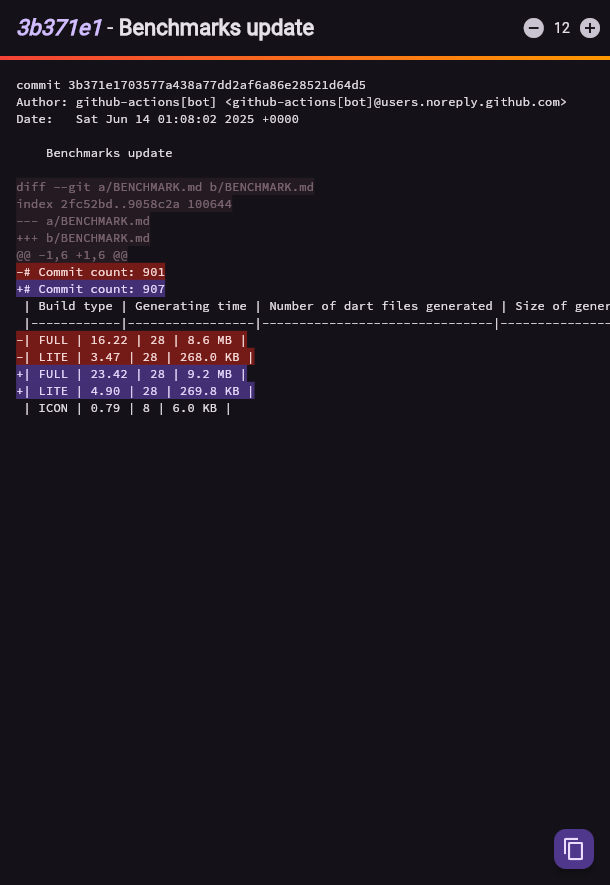 3b371e1 - Benchmarks update
12
commit 3b371e1703577a438a77dd2af6a86e28521d64d5
Author: github-actions[bot] <github-actions[bot]@users.noreply.github.com>
Date:   Sat Jun 14 01:08:02 2025 +0000
    Benchmarks update
diff --git a/BENCHMARK.md b/BENCHMARK.md
index 2fc52bd..9058c2a 100644
--- a/BENCHMARK.md
+++ b/BENCHMARK.md
@@ -1,6 +1,6 @@
-# Commit count: 901
+# Commit count: 907
 | Build type | Generating time | Number of dart files generated | Size of gener
 |------------|-----------------|-------------------------------|---------------
-| FULL | 16.22 | 28 | 8.6 MB |
-| LITE | 3.47 | 28 | 268.0 KB |
+| FULL | 23.42 | 28 | 9.2 MB |
+| LITE | 4.90 | 28 | 269.8 KB |
 | ICON | 0.79 | 8 | 6.0 KB |